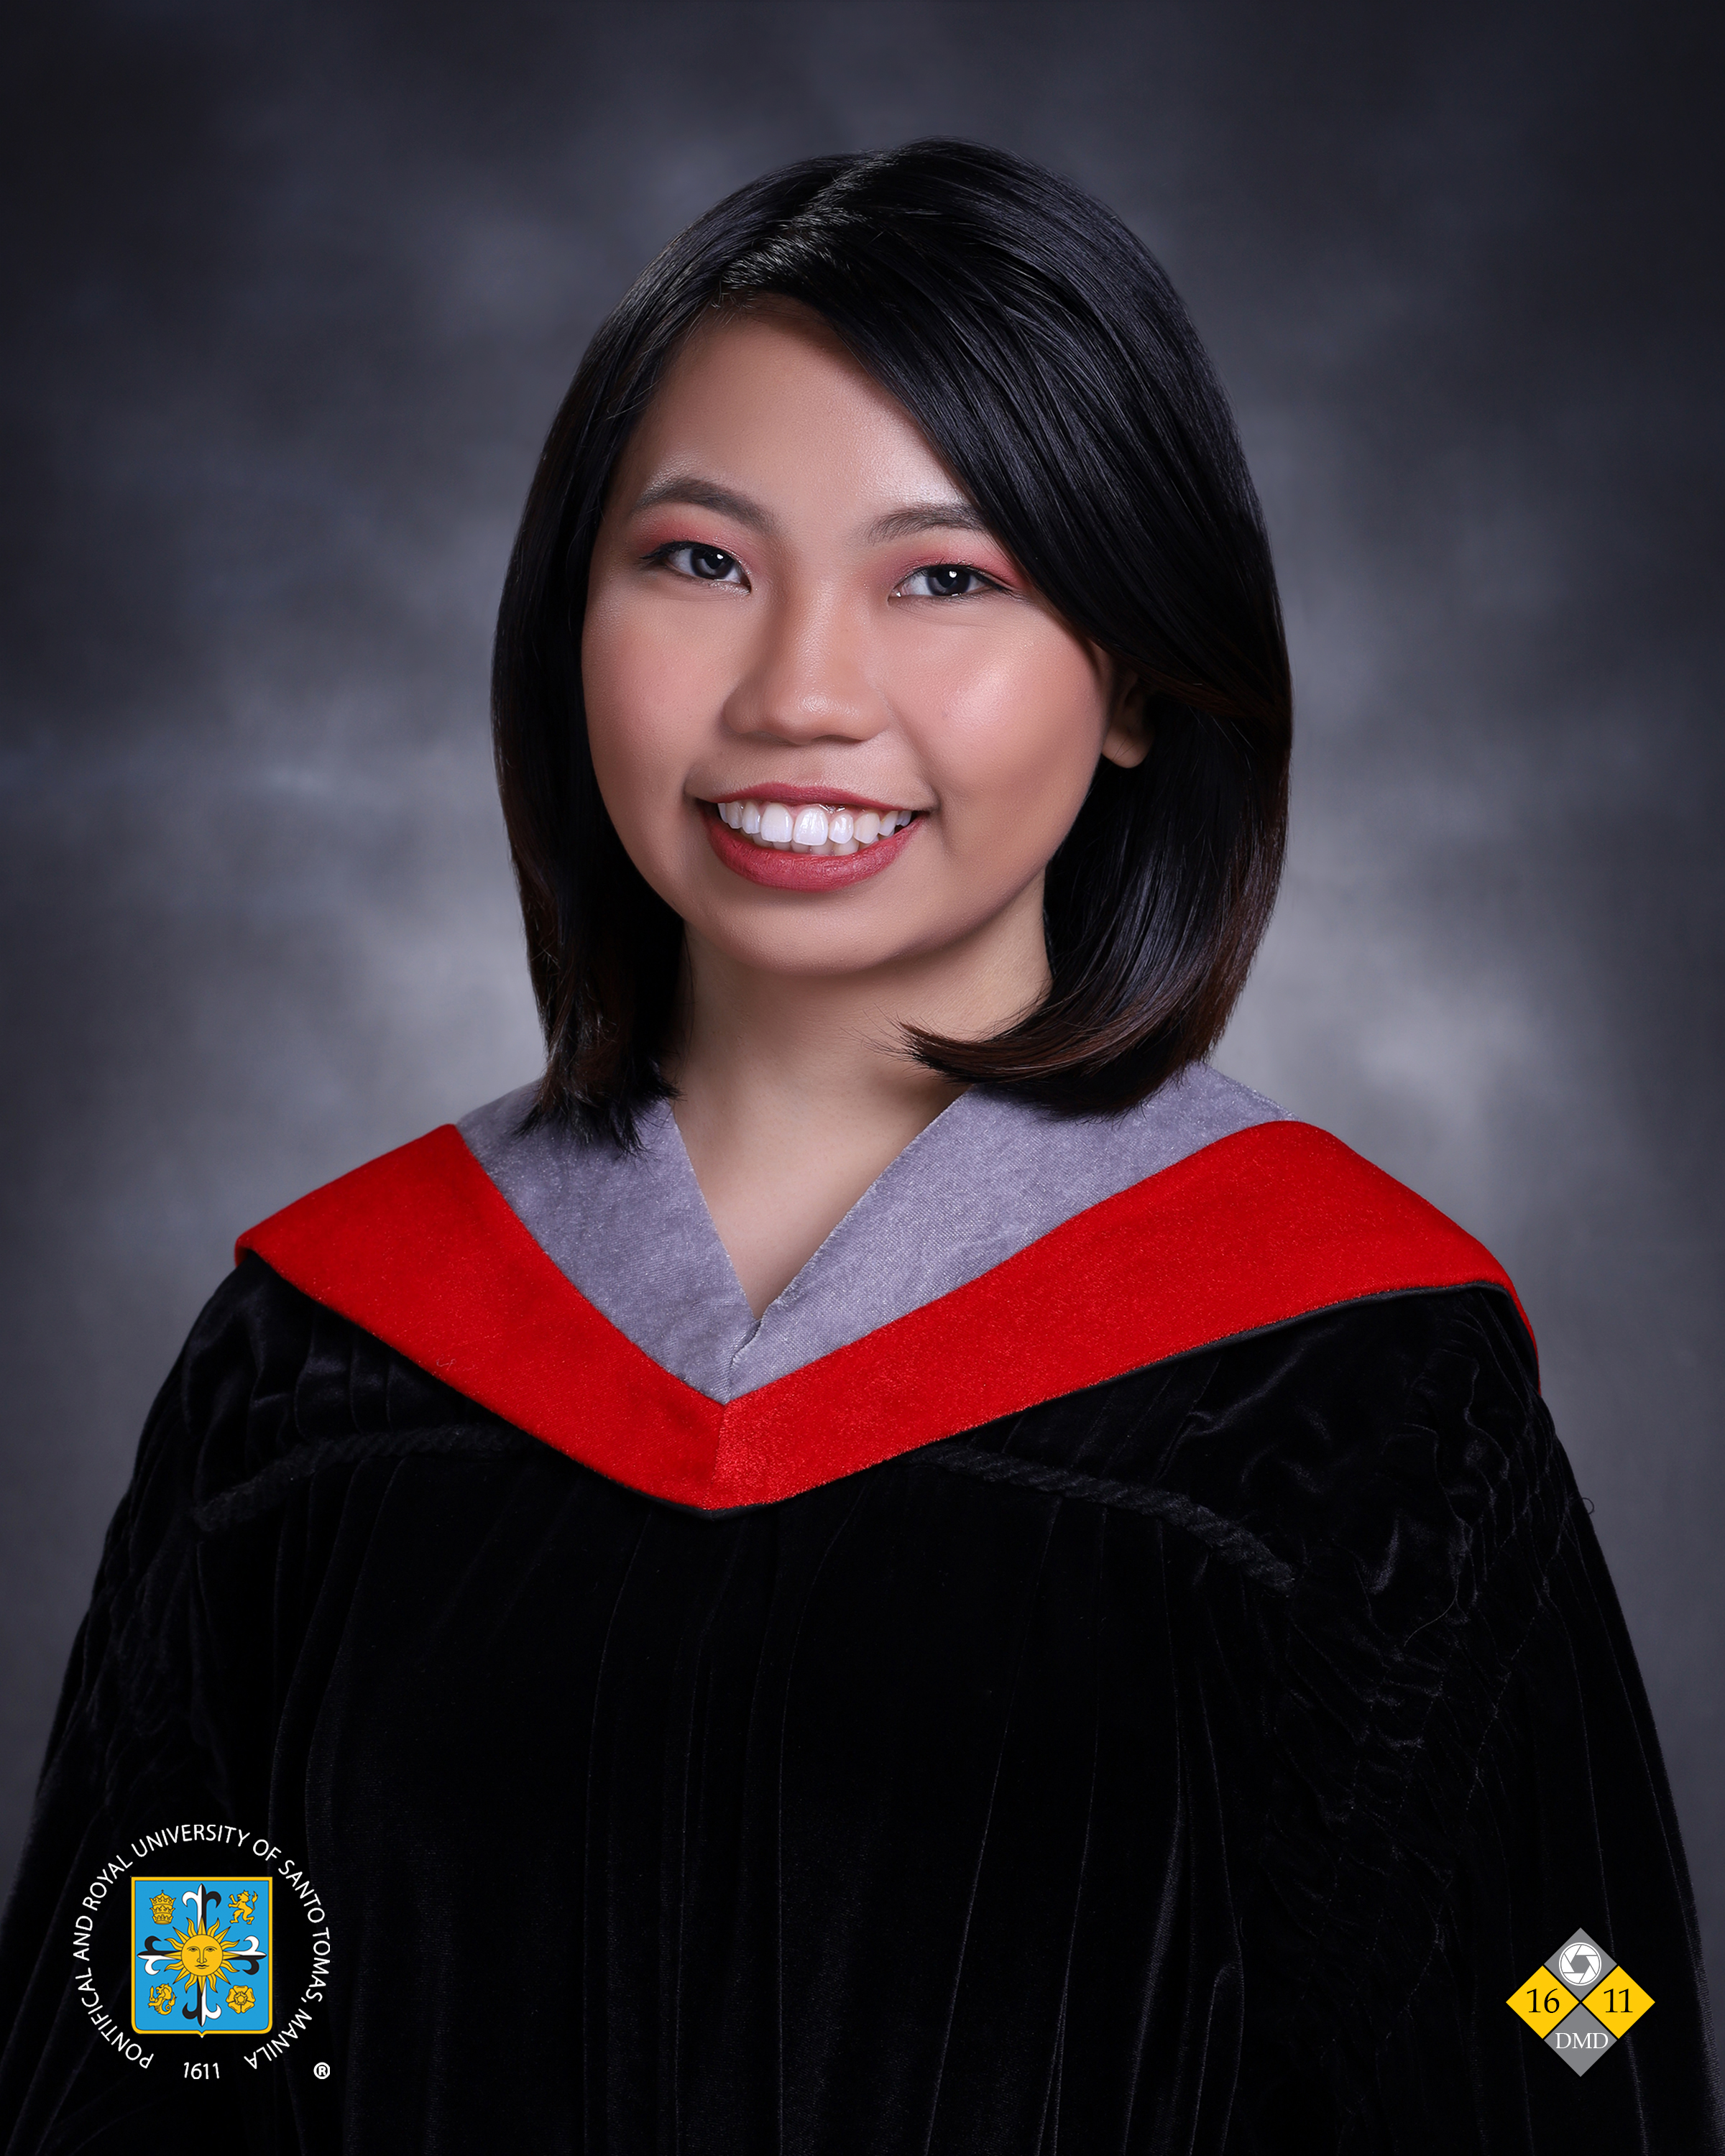 PONTIFICAL AND ROYAL UNIVERSITY OF SANTO TOMAS, MANILA
1611
®
16 11
DMD